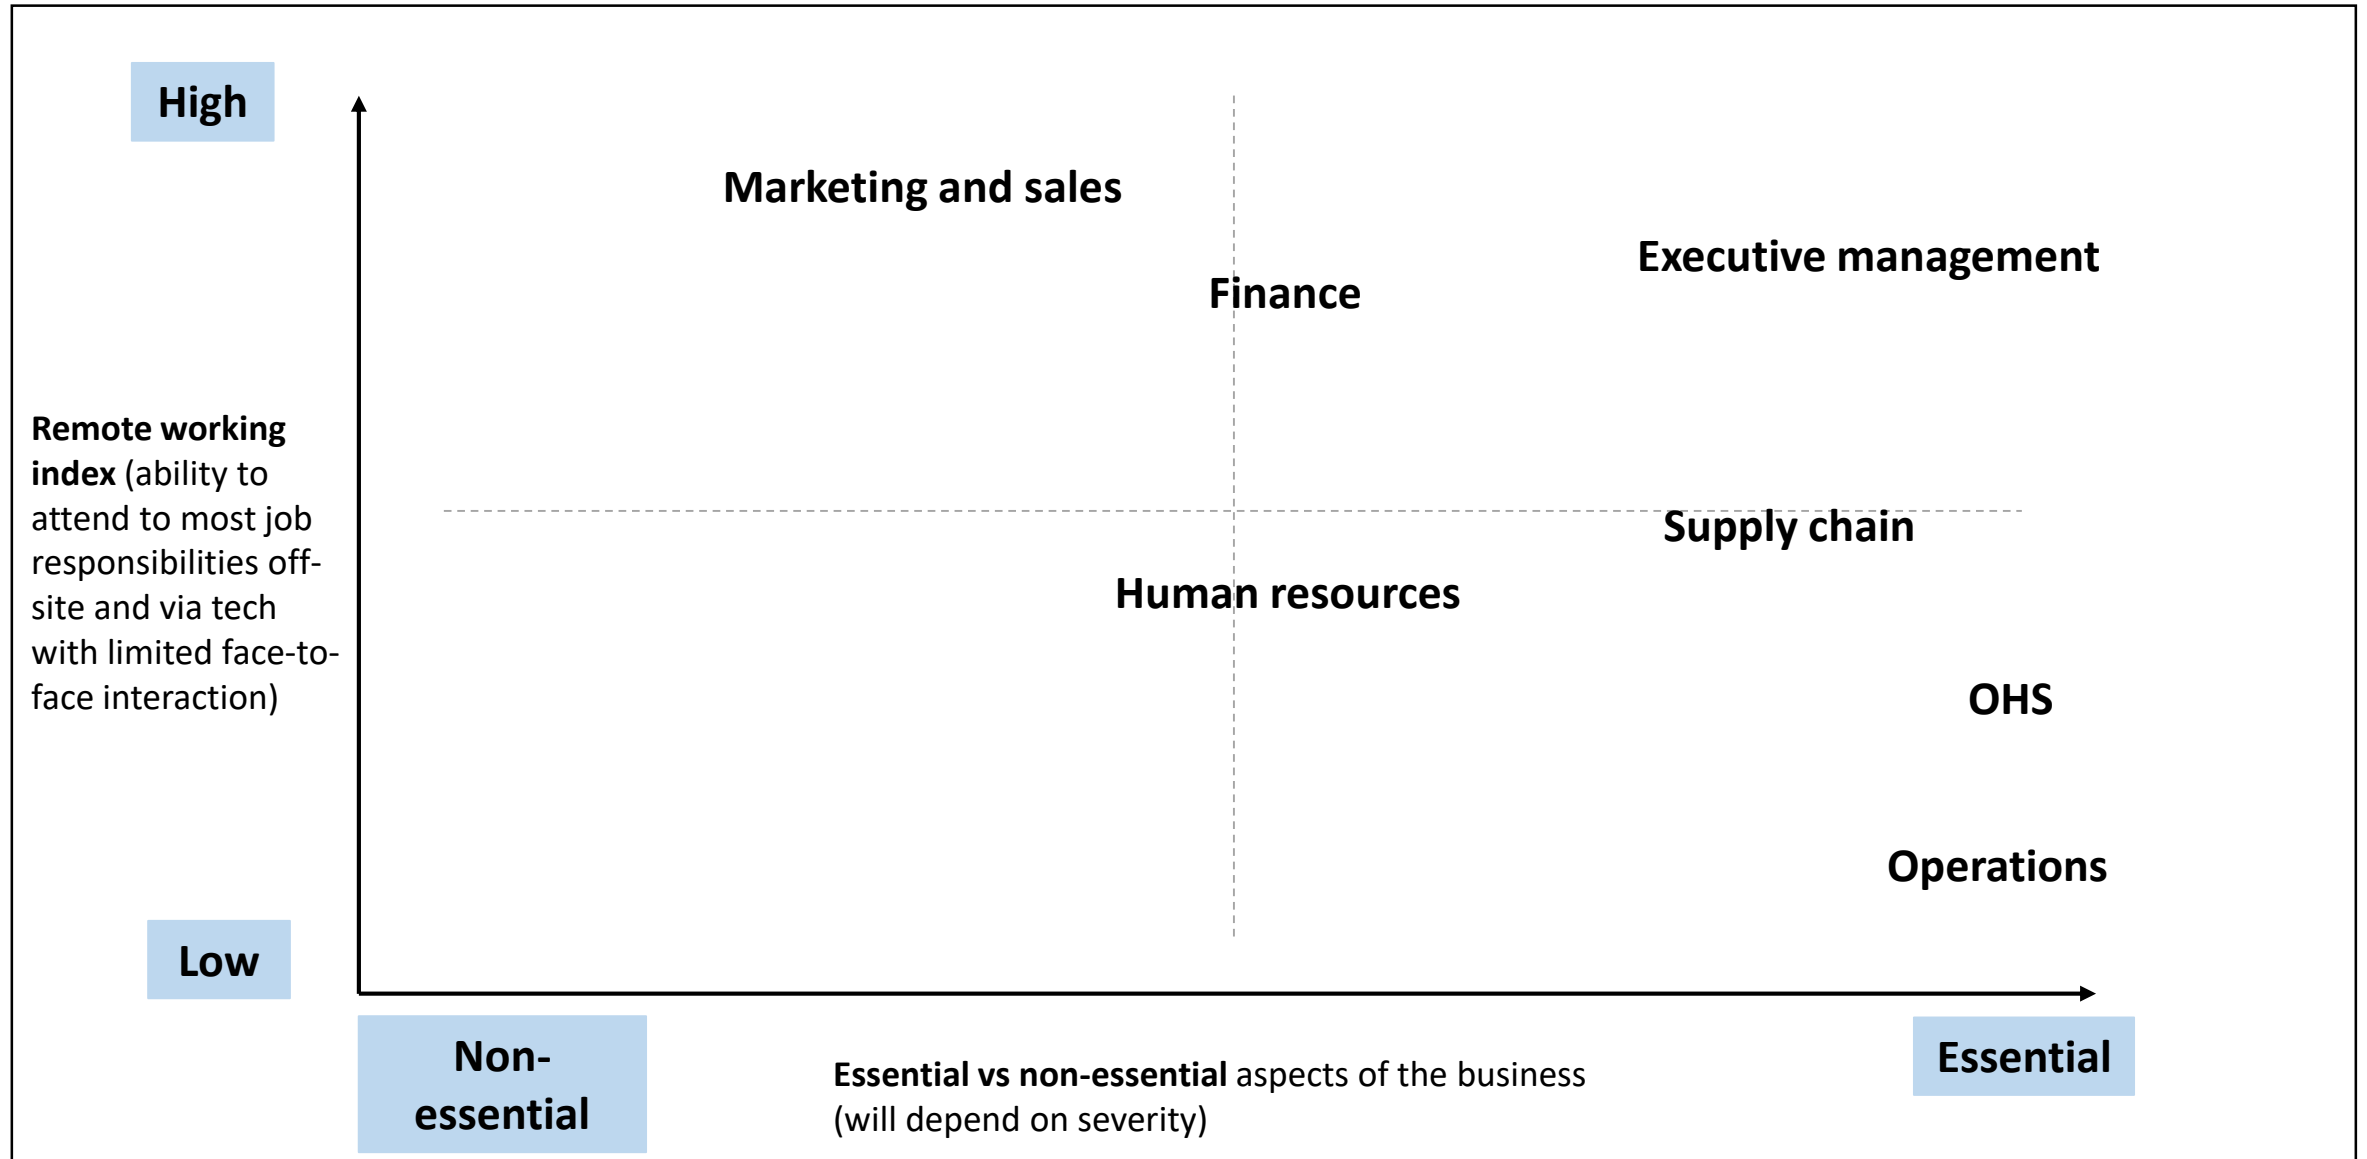 High
Marketing and sales
Executive management
Finance
Remote working
index (ability to
attend to most job
responsibilities off-
site and via tech
with limited face-to-
face interaction)
Supply chain
Human resources
OHS
Operations
Low
Non-
essential
Essential vs non-essential aspects of the business
(will depend on severity)
Essential